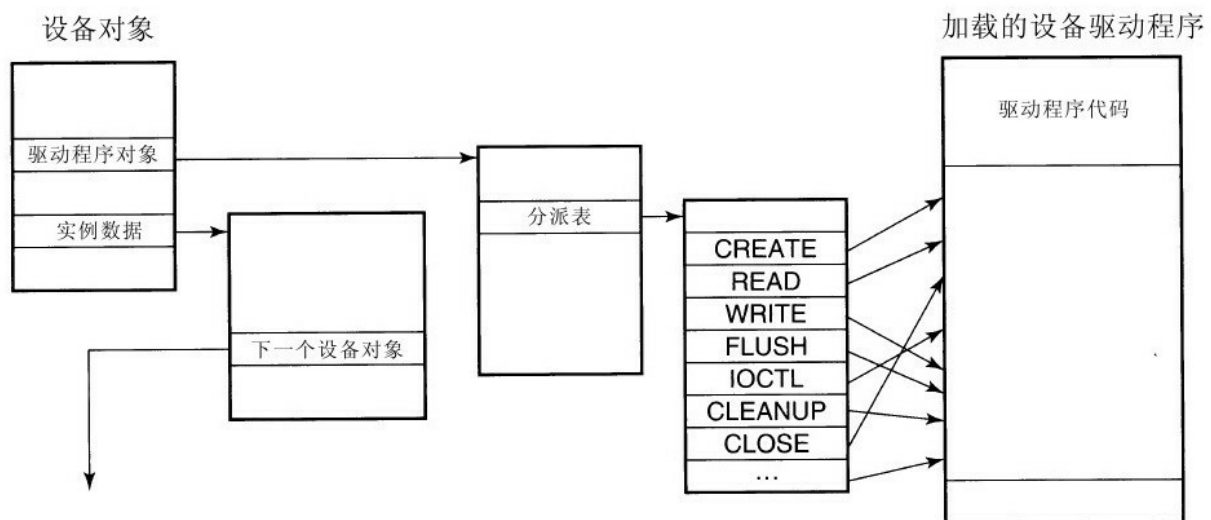 设备对象
加载的设备驱动程序
驱动程序代码
驱动程序对象
实例数据
分派表
CREATE
READ
WRITE
FLUSH
下一个设备对象
IOCTL
CLEANUP
CLOSE
...